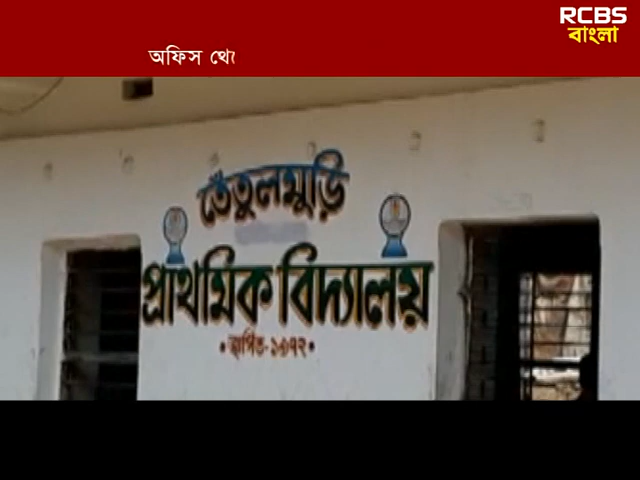 RCBS
বাংলা
অফিস থে
তেঁতুলমুড়ি
প্রাথমিক বিদ্যালয়
স্থাপিত-১৯৭২